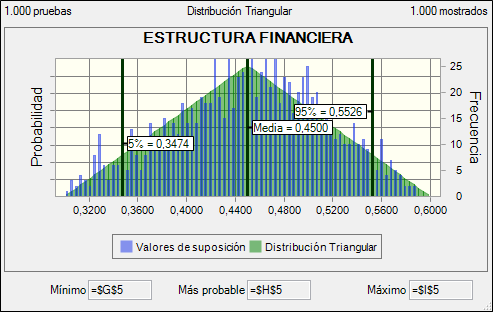 1.000 pruebas Distribución Triangular 1.000 mostrados
ESTRUCTURA FINANCIERA
Probabilidad
Frecuencia
25
20
15
10
5
0
95% = 0,5526
Media = 0,4500
5% = 0,3474
0,3200 0,3600 0,4000 0,4400 0,4800 0,5200 0,5600 0,6000
Valores de suposición Distribución Triangular
Mínimo =$G$5 Más probable =$H$5 Máximo =$I$5